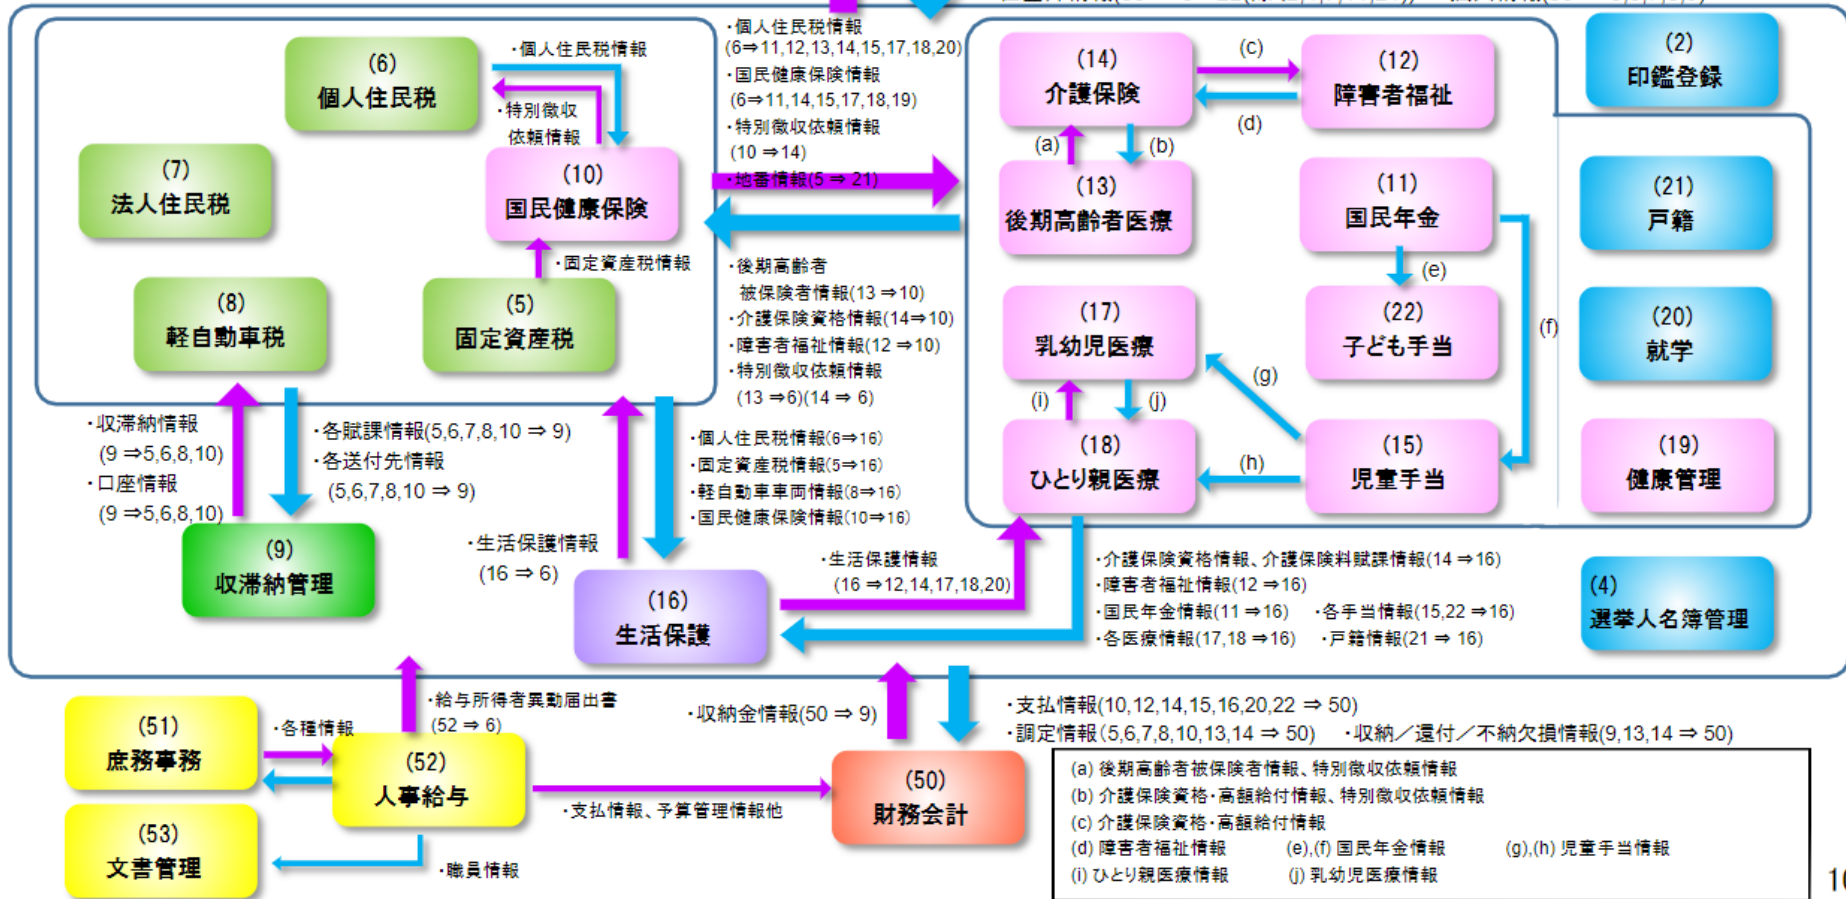 ・個人住民税情報
(6⇒11,12,13,14,15,17,18,20)
・国民健康保険情報
(6⇒11,14,15,17,18,19)
・特別徴収依頼情報
(10 ⇒14)
・地番情報(5 ⇒ 21)
(6)
個人住民税
・個人住民税情報
・特別徴収
依頼情報
(7)
法人住民税
(10)
国民健康保険
・固定資産税情報
(8)
軽自動車税
(5)
固定資産税
・後期高齢者
被保険者情報(13 ⇒10)
・介護保険資格情報(14⇒10)
・障害者福祉情報(12 ⇒10)
・特別徴収依頼情報
(13 ⇒6)(14 ⇒ 6)
(14)
介護保険
(c)
(12)
障害者福祉
(d)
(a)
(b)
(13)
後期高齢者医療
(11)
国民年金
(e)
(f)
(17)
乳幼児医療
(22)
子ども手当
(g)
(i)
(j)
(18)
ひとり親医療
(h)
(15)
児童手当
(2)
印鑑登録
(21)
戸籍
(20)
就学
(19)
健康管理
(4)
選挙人名簿管理
・収滞納情報
(9 ⇒5,6,8,10)
・口座情報
(9 ⇒5,6,8,10)
・各賦課情報(5,6,7,8,10 ⇒ 9)
・各送付先情報
(5,6,7,8,10 ⇒ 9)
(9)
収滞納管理
・生活保護情報
(16 ⇒ 6)
・個人住民税情報(6⇒16)
・固定資産税情報(5⇒16)
・軽自動車車両情報(8⇒16)
・国民健康保険情報(10⇒16)
(16)
生活保護
・生活保護情報
(16 ⇒12,14,17,18,20)
・介護保険資格情報、介護保険料賦課情報(14 ⇒16)
・障害者福祉情報(12 ⇒16)
・国民年金情報(11 ⇒16) ・各手当情報(15,22 ⇒16)
・各医療情報(17,18 ⇒16) ・戸籍情報(21 ⇒ 16)
(51)
庶務事務
・各種情報
・給与所得者異動届出書
(52 ⇒ 6)
(52)
人事給与
(53)
文書管理
・職員情報
・支払情報、予算管理情報他
・収納金情報(50 ⇒ 9)
(50)
財務会計
・支払情報(10,12,14,15,16,20,22 ⇒ 50)
・調定情報(5,6,7,8,10,13,14 ⇒ 50) ・収納／還付／不納欠損情報(9,13,14 ⇒ 50)
(a) 後期高齢者被保険者情報、特別徴収依頼情報
(b) 介護保険資格・高額給付情報、特別徴収依頼情報
(c) 介護保険資格・高額給付情報
(d) 障害者福祉情報 (e),(f) 国民年金情報 (g),(h) 児童手当情報
(i) ひとり親医療情報 (j) 乳幼児医療情報